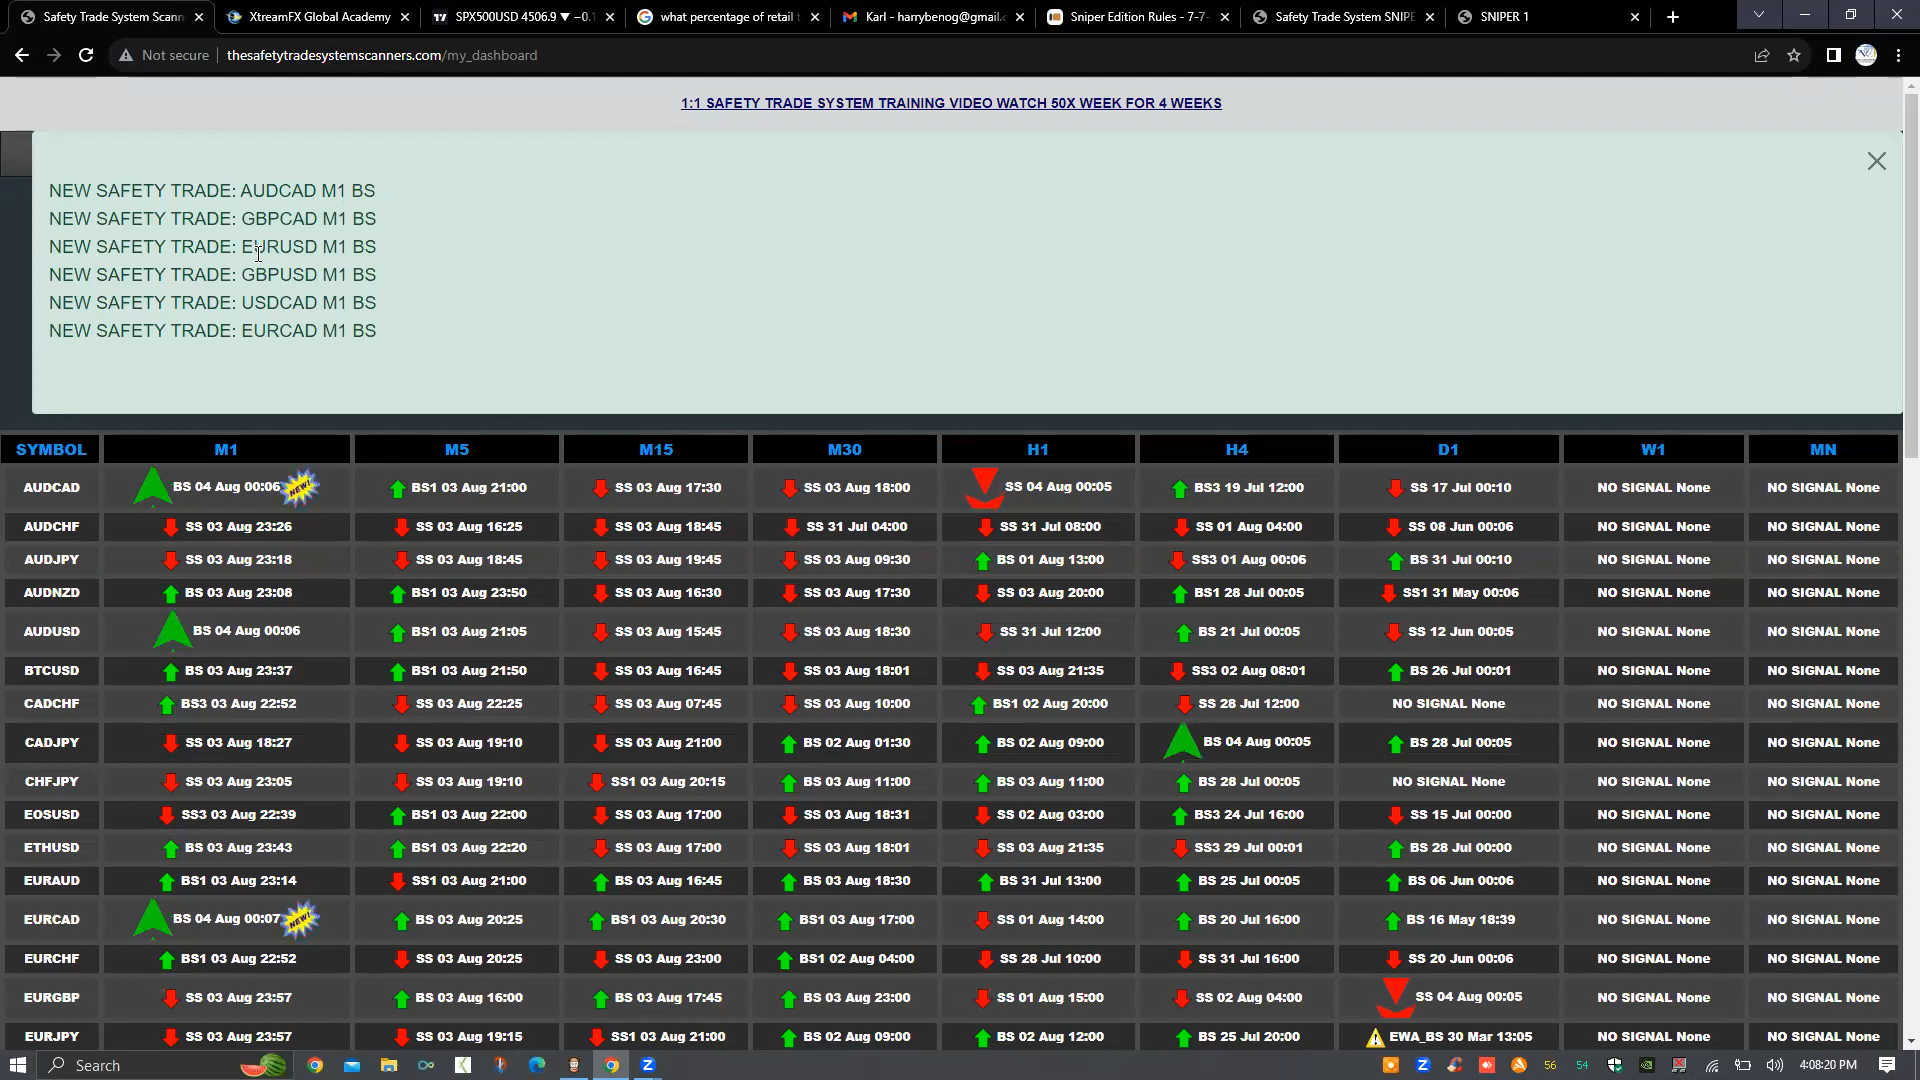 Safety Trade System Scann
XtreamFX Global Academy
SPX500USD 4506.9 ▼ −0.1
what percentage of retail t
Karl - harrybenog@gmail.c
Sniper Edition Rules - 7-7-
Safety Trade System SNIPE
SNIPER 1
Not secure thesafetytradesystemscanners.com/my_dashboard
1:1 SAFETY TRADE SYSTEM TRAINING VIDEO WATCH 50X WEEK FOR 4 WEEKS
NEW SAFETY TRADE: AUDCAD M1 BS
NEW SAFETY TRADE: GBPCAD M1 BS
NEW SAFETY TRADE: EURUSD M1 BS
NEW SAFETY TRADE: GBPUSD M1 BS
NEW SAFETY TRADE: USDCAD M1 BS
NEW SAFETY TRADE: EURCAD M1 BS
SYMBOL M1 M5 M15 M30 H1 H4 D1 W1 MN
AUDCAD BS 04 Aug 00:06 NEW! BS1 03 Aug 21:00 SS 03 Aug 17:30 SS 03 Aug 18:00 SS 04 Aug 00:05 BS3 19 Jul 12:00 SS 17 Jul 00:10 NO SIGNAL None NO SIGNAL None
AUDCHF SS 03 Aug 23:26 SS 03 Aug 16:25 SS 03 Aug 18:45 SS 31 Jul 04:00 SS 31 Jul 08:00 SS 01 Aug 04:00 SS 08 Jun 00:06 NO SIGNAL None NO SIGNAL None
AUDJPY SS 03 Aug 23:18 SS 03 Aug 18:45 SS 03 Aug 19:45 SS 03 Aug 09:30 BS 01 Aug 13:00 SS3 01 Aug 00:06 BS 31 Jul 00:10 NO SIGNAL None NO SIGNAL None
AUDNZD BS 03 Aug 23:08 BS1 03 Aug 23:50 SS 03 Aug 16:30 SS 03 Aug 17:30 SS 03 Aug 20:00 BS1 28 Jul 00:05 SS1 31 May 00:06 NO SIGNAL None NO SIGNAL None
AUDUSD BS 04 Aug 00:06 BS1 03 Aug 21:05 SS 03 Aug 15:45 SS 03 Aug 18:30 SS 31 Jul 12:00 BS 21 Jul 00:05 SS 12 Jun 00:05 NO SIGNAL None NO SIGNAL None
BTCUSD BS 03 Aug 23:37 BS1 03 Aug 21:50 SS 03 Aug 16:45 SS 03 Aug 18:01 SS 03 Aug 21:35 SS3 02 Aug 08:01 BS 26 Jul 00:01 NO SIGNAL None NO SIGNAL None
CADCHF BS3 03 Aug 22:52 SS 03 Aug 22:25 SS 03 Aug 07:45 SS 03 Aug 10:00 BS1 02 Aug 20:00 SS 28 Jul 12:00 NO SIGNAL None NO SIGNAL None NO SIGNAL None
CADJPY SS 03 Aug 18:27 SS 03 Aug 19:10 SS 03 Aug 21:00 BS 02 Aug 01:30 BS 02 Aug 09:00 BS 04 Aug 00:05 BS 28 Jul 00:05 NO SIGNAL None NO SIGNAL None
CHFJPY SS 03 Aug 23:05 SS 03 Aug 19:10 SS1 03 Aug 20:15 BS 03 Aug 11:00 BS 03 Aug 11:00 BS 28 Jul 00:05 NO SIGNAL None NO SIGNAL None NO SIGNAL None
EOSUSD SS3 03 Aug 22:39 BS1 03 Aug 22:00 SS 03 Aug 17:00 SS 03 Aug 18:31 SS 02 Aug 03:00 BS3 24 Jul 16:00 SS 15 Jul 00:00 NO SIGNAL None NO SIGNAL None
ETHUSD BS 03 Aug 23:43 BS1 03 Aug 22:20 SS 03 Aug 17:00 SS 03 Aug 18:01 SS 03 Aug 21:35 SS3 29 Jul 00:01 BS 28 Jul 00:00 NO SIGNAL None NO SIGNAL None
EURAUD BS1 03 Aug 23:14 SS1 03 Aug 21:00 BS 03 Aug 16:45 BS 03 Aug 18:30 BS 31 Jul 13:00 BS 25 Jul 00:05 BS 06 Jun 00:06 NO SIGNAL None NO SIGNAL None
EURCAD BS 04 Aug 00:07 NEW! BS 03 Aug 20:25 BS1 03 Aug 20:30 BS1 03 Aug 17:00 SS 01 Aug 14:00 BS 20 Jul 16:00 BS 16 May 18:39 NO SIGNAL None NO SIGNAL None
EURCHF BS1 03 Aug 22:52 SS 03 Aug 20:25 SS 03 Aug 23:00 BS1 02 Aug 04:00 SS 28 Jul 10:00 SS 31 Jul 16:00 SS 20 Jun 00:06 NO SIGNAL None NO SIGNAL None
EURGBP SS 03 Aug 23:57 BS 03 Aug 16:00 BS 03 Aug 17:45 BS 03 Aug 23:00 SS 01 Aug 15:00 SS 02 Aug 04:00 SS 04 Aug 00:05 NO SIGNAL None NO SIGNAL None
EURJPY SS 03 Aug 23:57 SS 03 Aug 19:15 SS1 03 Aug 21:00 BS 02 Aug 09:00 BS 02 Aug 12:00 BS 25 Jul 20:00 EWA_BS 30 Mar 13:05 NO SIGNAL None NO SIGNAL None
Search 56 54 4:08:20 PM